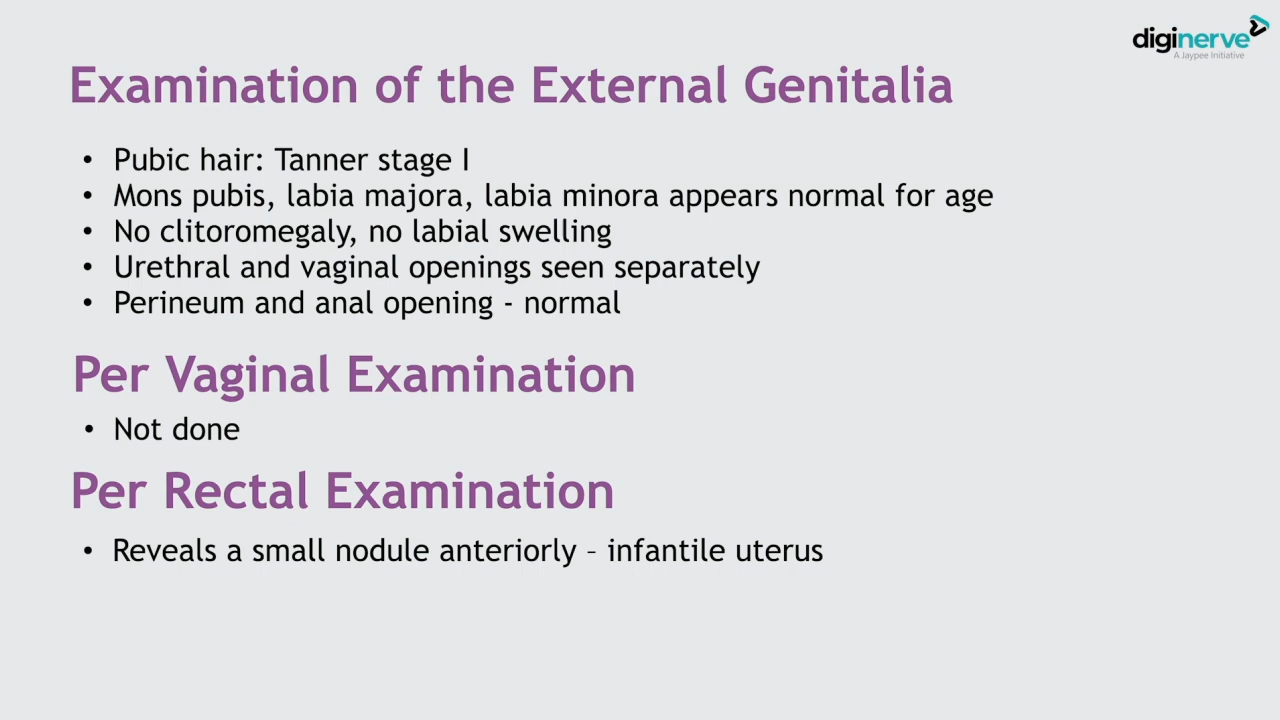 diginerve
A Jaypee Initiative
Examination of the External Genitalia
• Pubic hair: Tanner stage I
• Mons pubis, labia majora, labia minora appears normal for age
• No clitoromegaly, no labial swelling
• Urethral and vaginal openings seen separately
• Perineum and anal opening - normal
Per Vaginal Examination
• Not done
Per Rectal Examination
• Reveals a small nodule anteriorly – infantile uterus